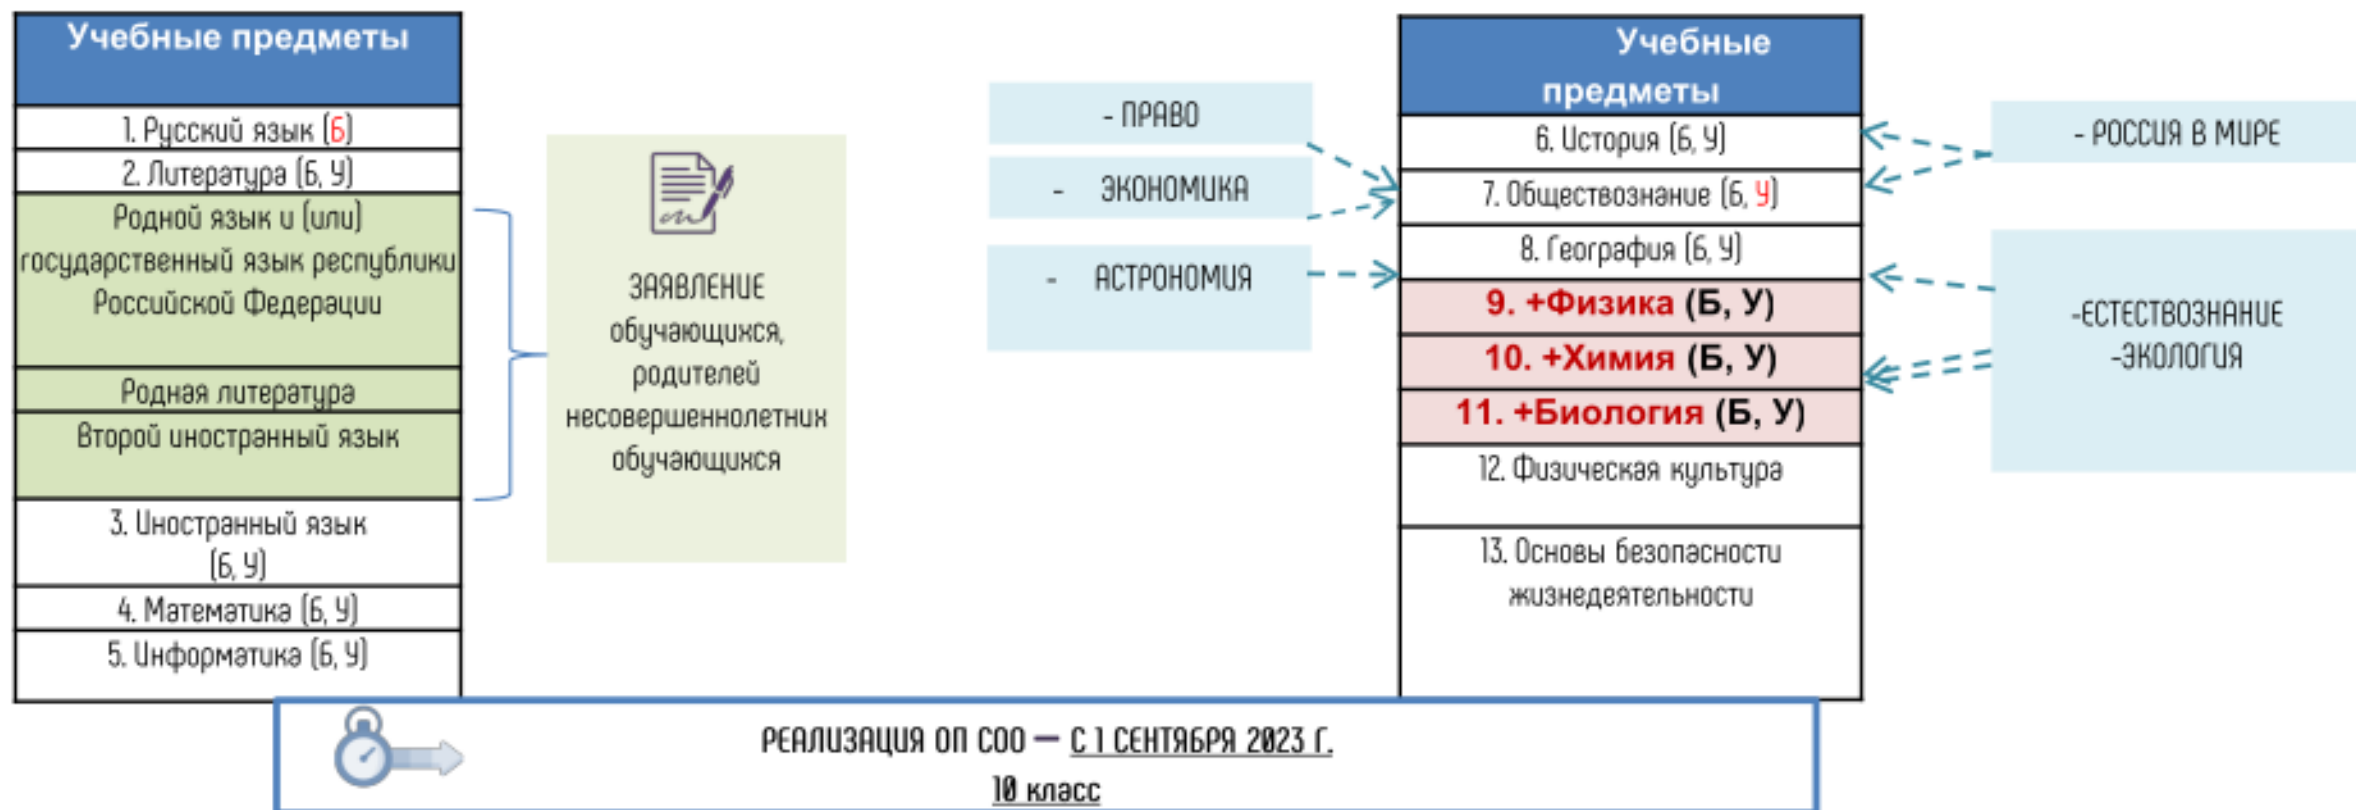 Учебные предметы
1. Русский язык (Б)
2. Литература (Б, У)
Родной язык и (или)
государственный язык республики
Российской Федерации
Родная литература
Второй иностранный язык
3. Иностранный язык
(Б, У)
4. Математика (Б, У)
5. Информатика (Б, У)
ЗАЯВЛЕНИЕ
обучающихся,
родителей
несовершеннолетних
обучающихся
- ПРАВО
- ЭКОНОМИКА
- АСТРОНОМИЯ
Учебные
предметы
6. История (Б, У)
7. Обществознание (Б, У)
8. География (Б, У)
9. +Физика (Б, У)
10. +Химия (Б, У)
11. +Биология (Б, У)
12. Физическая культура
13. Основы безопасности
жизнедеятельности
- РОССИЯ В МИРЕ
-ЕСТЕСТВОЗНАНИЕ
-ЭКОЛОГИЯ
РЕАЛИЗАЦИЯ ОП СОО — С 1 СЕНТЯБРЯ 2023 Г.
10 класс